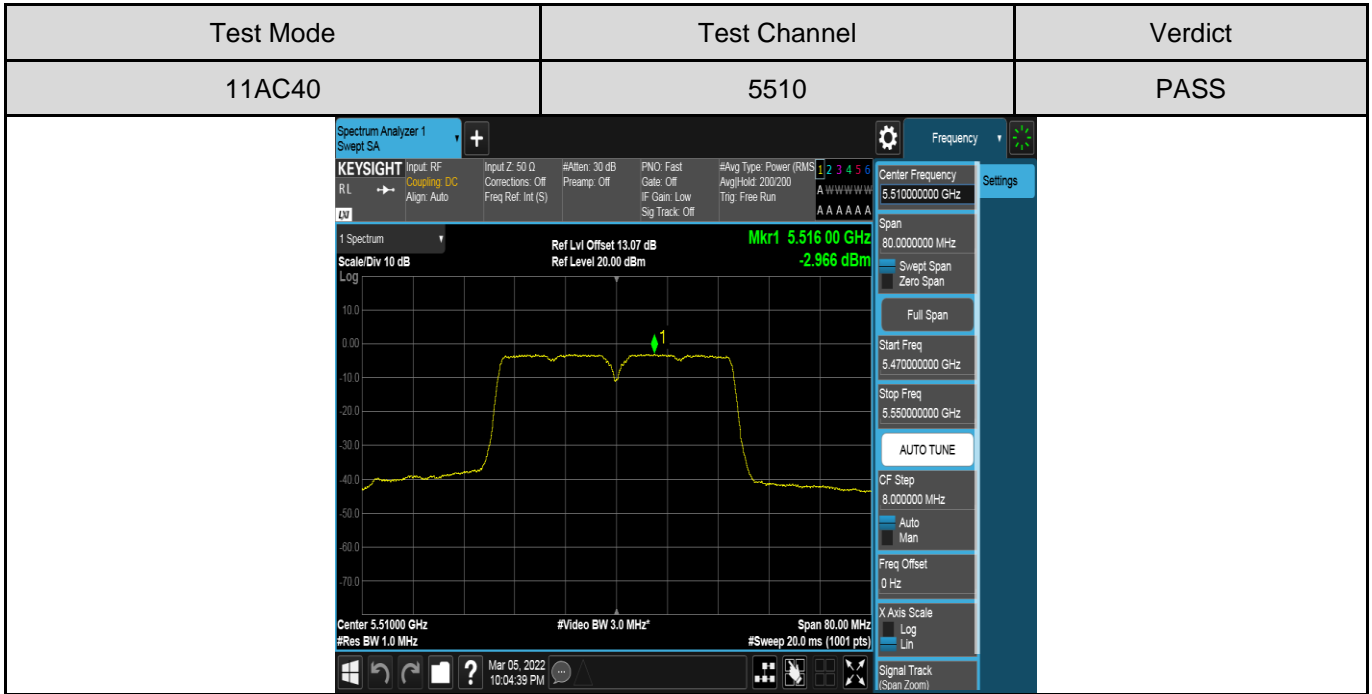 Test Mode Test Channel Verdict
11AC40 5510 PASS
Spectrum Analyzer 1
Swept SA
+
Frequency
KEYSIGHT
RL
LXI
Input: RF
Coupling: DC
Align: Auto
Input Z: 50 Ω
Corrections: Off
Freq Ref: Int (S)
#Atten: 30 dB
Preamp: Off
PNO: Fast
Gate: Off
IF Gain: Low
Sig Track: Off
#Avg Type: Power (RMS
Avg|Hold: 200/200
Trig: Free Run
1 2 3 4 5 6
A W W W W W
A A A A A A
1 Spectrum
Scale/Div 10 dB
Log
Ref Lvl Offset 13.07 dB
Ref Level 20.00 dBm
Mkr1 5.516 00 GHz
-2.966 dBm
10.0
0.00
-10.0
-20.0
-30.0
-40.0
-50.0
-60.0
-70.0
1
Center 5.51000 GHz
#Res BW 1.0 MHz
#Video BW 3.0 MHz*
Span 80.00 MHz
#Sweep 20.0 ms (1001 pts)
?
Mar 05, 2022
10:04:39 PM
Center Frequency
5.510000000 GHz
Settings
Span
80.0000000 MHz
Swept Span
Zero Span
Full Span
Start Freq
5.470000000 GHz
Stop Freq
5.550000000 GHz
AUTO TUNE
CF Step
8.000000 MHz
Auto
Man
Freq Offset
0 Hz
X Axis Scale
Log
Lin
Signal Track
(Span Zoom)